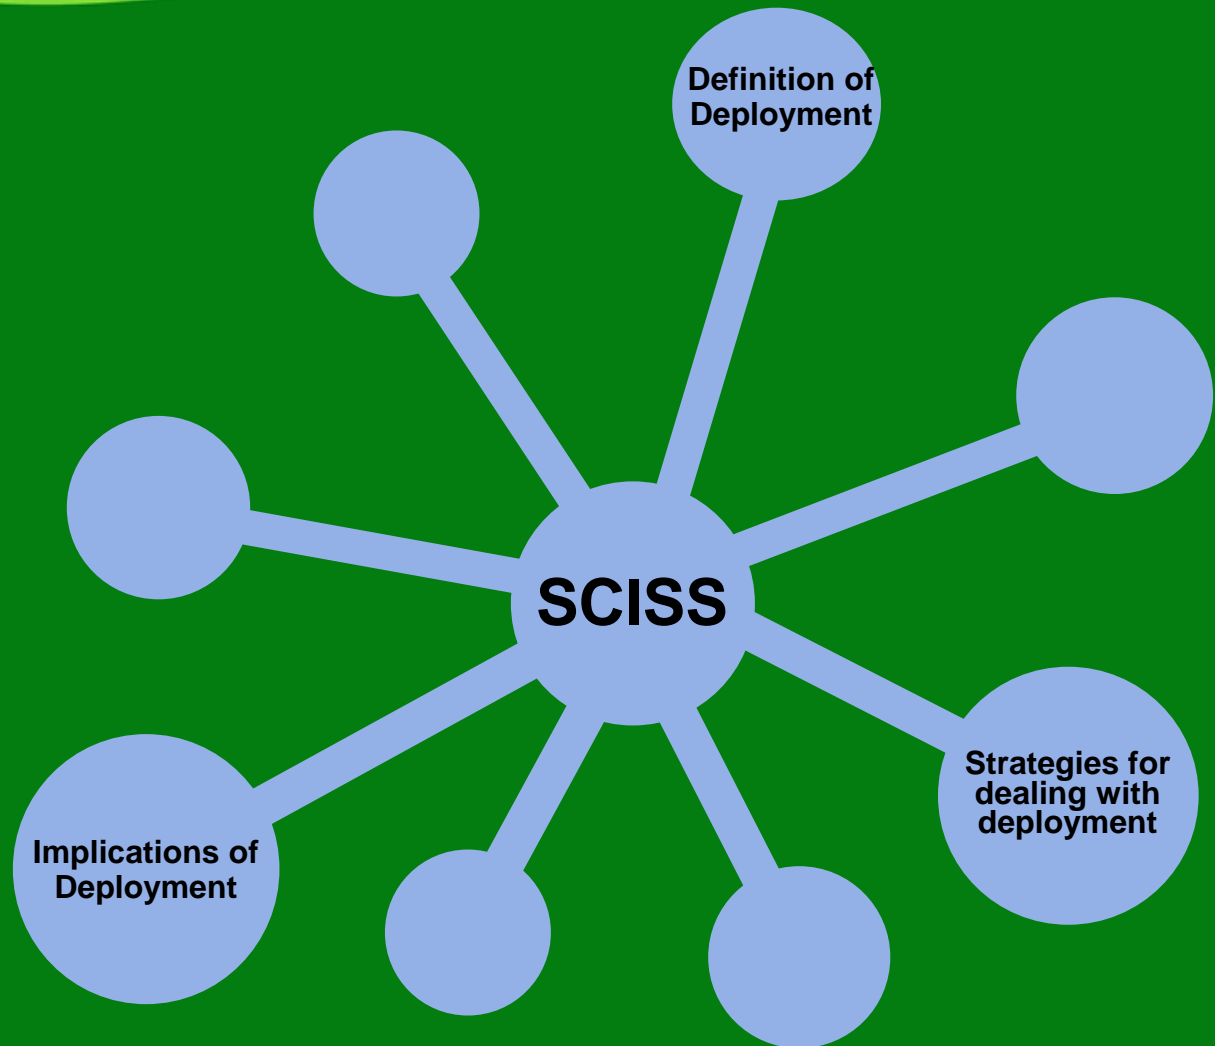 Definition of
Deployment
SCISS
Strategies for
dealing with
deployment
Implications of
Deployment